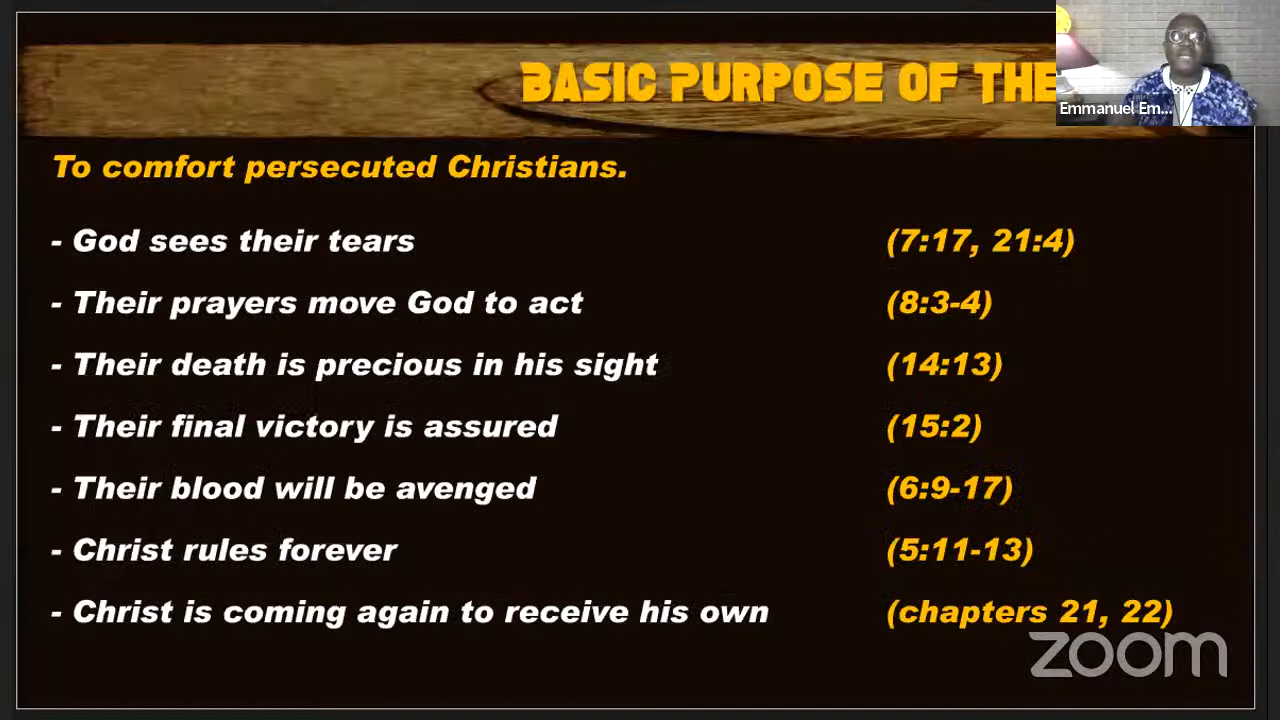 BASIC PURPOSE OF THE
Emmanuel Em...
To comfort persecuted Christians.
- God sees their tears (7:17, 21:4)
- Their prayers move God to act (8:3-4)
- Their death is precious in his sight (14:13)
- Their final victory is assured (15:2)
- Their blood will be avenged (6:9-17)
- Christ rules forever (5:11-13)
- Christ is coming again to receive his own (chapters 21, 22)
zoom